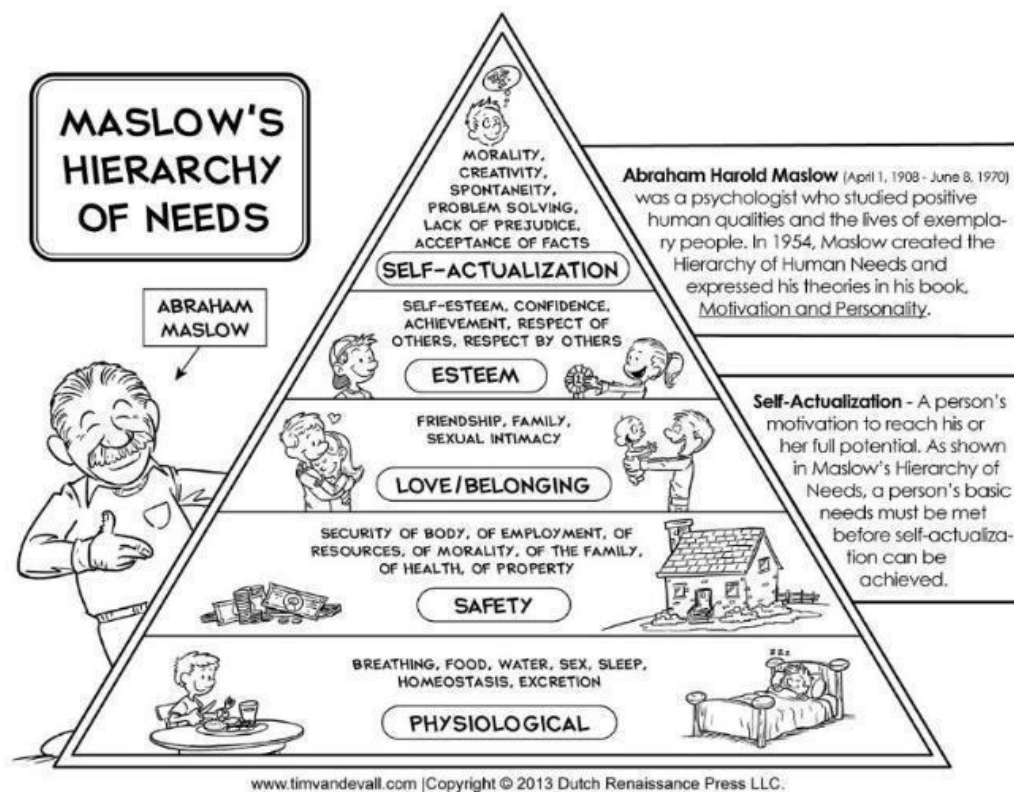 MASLOW'S
HIERARCHY
OF NEEDS
ABRAHAM
MASLOW
MORALITY,
CREATIVITY,
SPONTANEITY,
PROBLEM SOLVING,
LACK OF PREJUDICE,
ACCEPTANCE OF FACTS
SELF-ACTUALIZATION
SELF-ESTEEM, CONFIDENCE,
ACHIEVEMENT, RESPECT OF
OTHERS, RESPECT BY OTHERS
ESTEEM
1
FRIENDSHIP, FAMILY,
SEXUAL INTIMACY
LOVE/BELONGING
SECURITY OF BODY, OF EMPLOYMENT, OF
RESOURCES, OF MORALITY, OF THE FAMILY,
OF HEALTH, OF PROPERTY
SAFETY
BREATHING, FOOD, WATER, SEX, SLEEP,
HOMEOSTASIS, EXCRETION
PHYSIOLOGICAL
zzz
Abraham Harold Maslow (April 1, 1908 - June 8, 1970)
was a psychologist who studied positive
human qualities and the lives of exempla-
ry people. In 1954, Maslow created the
Hierarchy of Human Needs and
expressed his theories in his book,
Motivation and Personality.
Self-Actualization - A person's
motivation to reach his or
her full potential. As shown
in Maslow's Hierarchy of
Needs, a person's basic
needs must be met
before self-actualiza-
tion can be
achieved.
www.timvandevall.com |Copyright © 2013 Dutch Renaissance Press LLC.